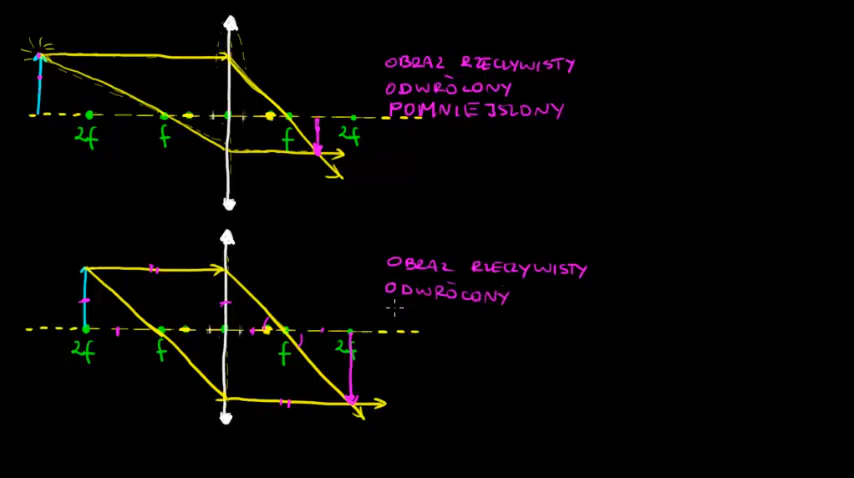 OBRAZ RZECZYWISTY
ODWRÓCONY
POMNIEJSZONY
2f f f 2f
OBRAZ RZECZYWISTY
ODWRÓCONY
2f f f 2f